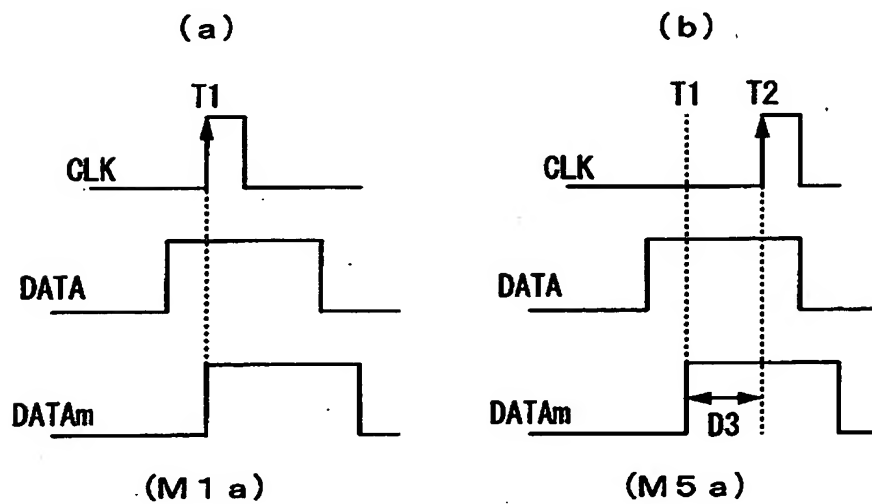 (a)
T1
CLK
DATA
DATAm
(M1a)
(b)
T1 T2
CLK
DATA
DATAm
D3
(M5a)